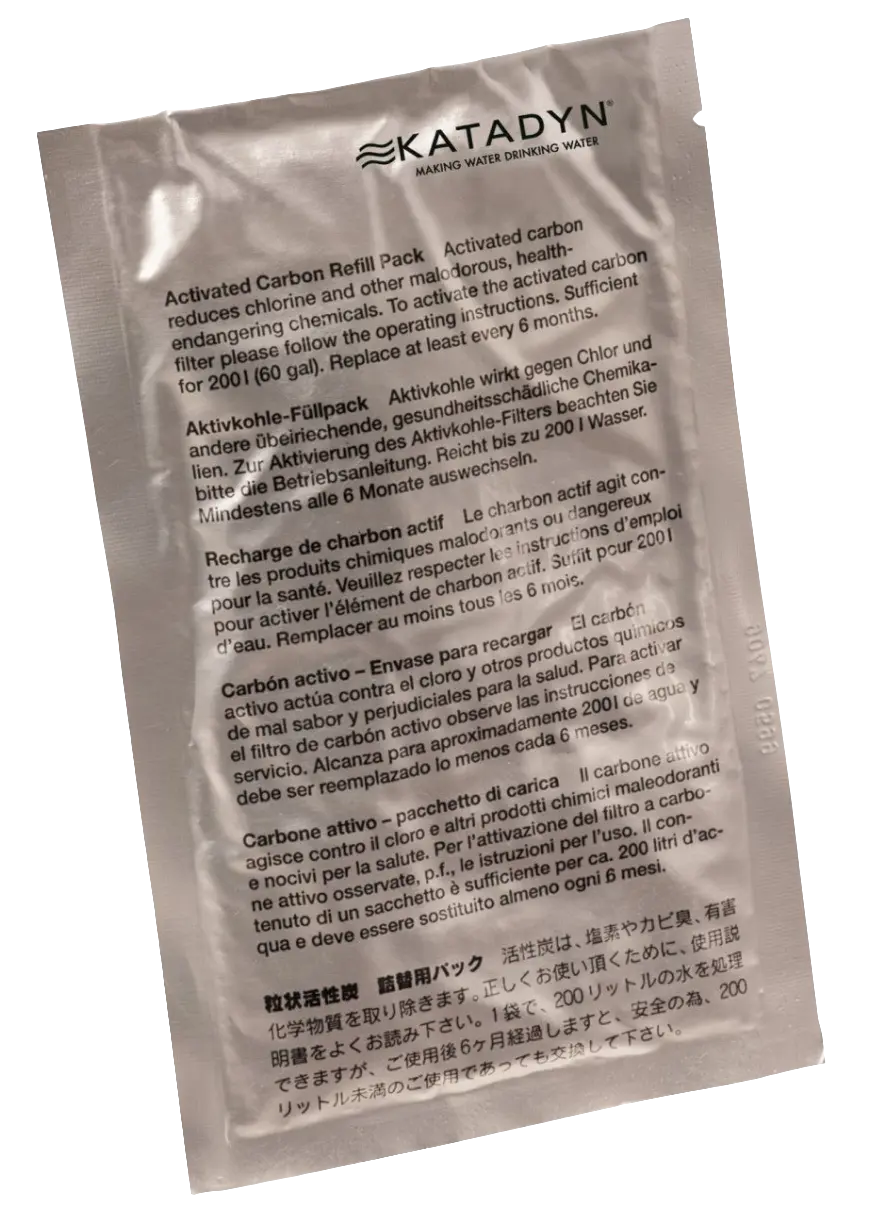 KATADYN®
MAKING WATER DRINKING WATER
Activated Carbon Refill Pack Activated carbon
reduces chlorine and other malodorous, health-
endangering chemicals. To activate the activated carbon
filter please follow the operating instructions. Sufficient
for 200 l (60 gal). Replace at least every 6 months.
Aktivkohle-Füllpack Aktivkohle wirkt gegen Chlor und
andere übelriechende, gesundheitsschädliche Chemika-
lien. Zur Aktivierung des Aktivkohle-Filters beachten Sie
bitte die Betriebsanleitung. Reicht bis zu 200 l Wasser.
Mindestens alle 6 Monate auswechseln.
Recharge de charbon actif Le charbon actif agit con-
tre les produits chimiques malodorants ou dangereux
pour la santé. Veuillez respecter les instructions d'emploi
pour activer l'élément de charbon actif. Suffit pour 200 l
d'eau. Remplacer au moins tous les 6 mois.
Carbón activo – Envase para recargar El carbón
activo actúa contra el cloro y otros productos químicos
de mal sabor y perjudiciales para la salud. Para activar
el filtro de carbón activo observe las instrucciones de
servicio. Alcanza para aproximadamente 200 l de agua y
debe ser reemplazado lo menos cada 6 meses.
Carbone attivo – pacchetto di carica Il carbone attivo
agisce contro il cloro e altri prodotti chimici maleodoranti
e nocivi per la salute. Per l'attivazione del filtro a carbo-
ne attivo osservate, p.f., le istruzioni per l'uso. Il con-
tenuto di un sacchetto è sufficiente per ca. 200 litri d'ac-
qua e deve essere sostituito almeno ogni 6 mesi.
粒状活性炭 詰替用パック 活性炭は、塩素やカビ臭、有害
化学物質を取り除きます。正しくお使い頂くために、使用説
明書をよくお読み下さい。1袋で、200リットルの水を処理
できますが、ご使用後6ヶ月経過しますと、安全の為、200
リットル未満のご使用であっても交換して下さい。